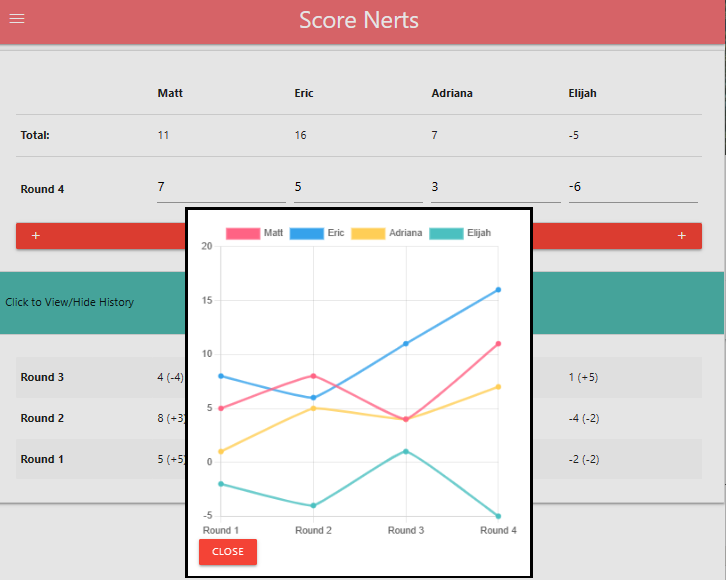 Score Nerts
Matt Eric Adriana Elijah
Total: 11 16 7 -5
Round 4 7 5 3 -6
+ +
Click to View/Hide History
Round 3 4 (-4) 1 (+5)
Round 2 8 (+3) -4 (-2)
Round 1 5 (+5) -2 (-2)
Matt Eric Adriana Elijah
20
15
10
5
0
-5
Round 1 Round 2 Round 3 Round 4
CLOSE